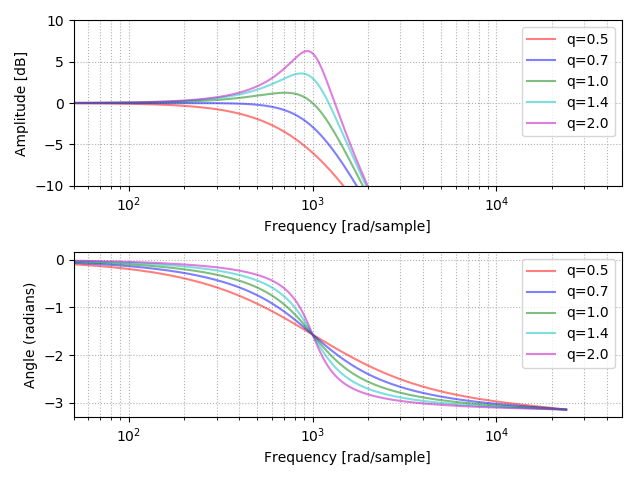 10
5
0
−5
−10
Amplitude [dB]
q=0.5
q=0.7
q=1.0
q=1.4
q=2.0
10²
10³
10⁴
Frequency [rad/sample]
0
−1
−2
−3
Angle (radians)
q=0.5
q=0.7
q=1.0
q=1.4
q=2.0
10²
10³
10⁴
Frequency [rad/sample]